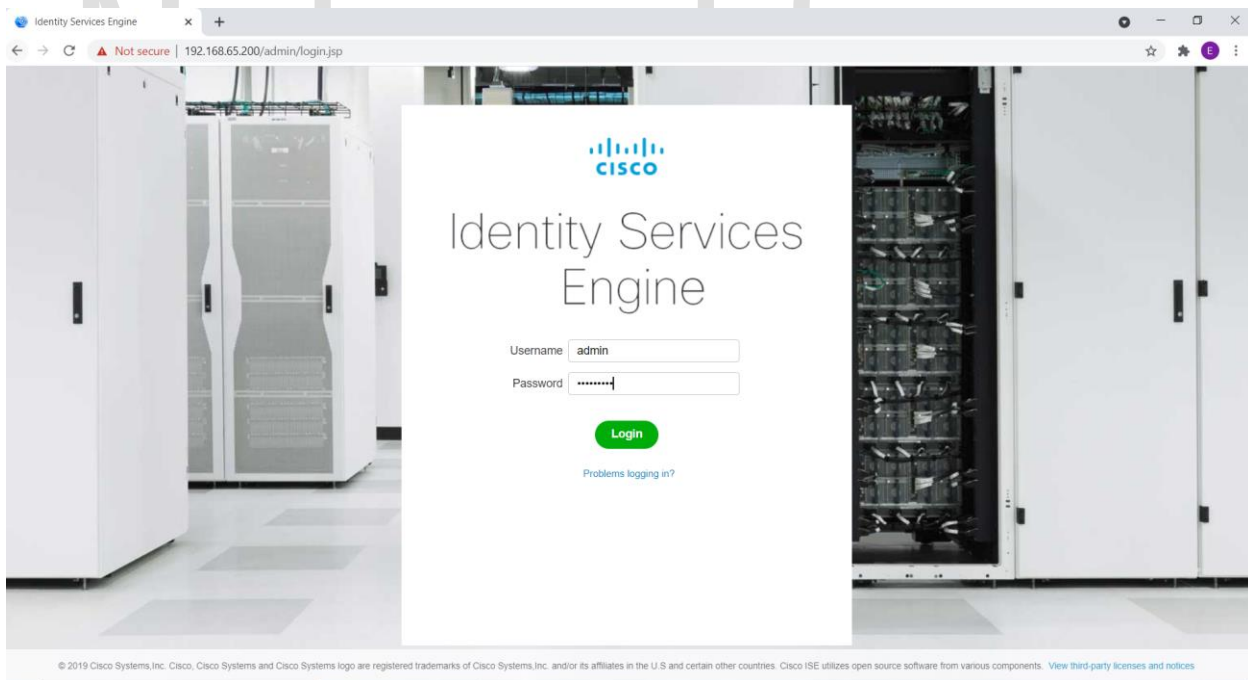 Identity Services Engine
Not secure | 192.168.65.200/admin/login.jsp
E
CISCO
Identity Services
Engine
Username admin
Password •••••••••
Login
Problems logging in?
© 2019 Cisco Systems,Inc. Cisco, Cisco Systems and Cisco Systems logo are registered trademarks of Cisco Systems,Inc. and/or its affiliates in the U.S and certain other countries. Cisco ISE utilizes open source software from various components. View third-party licenses and notices